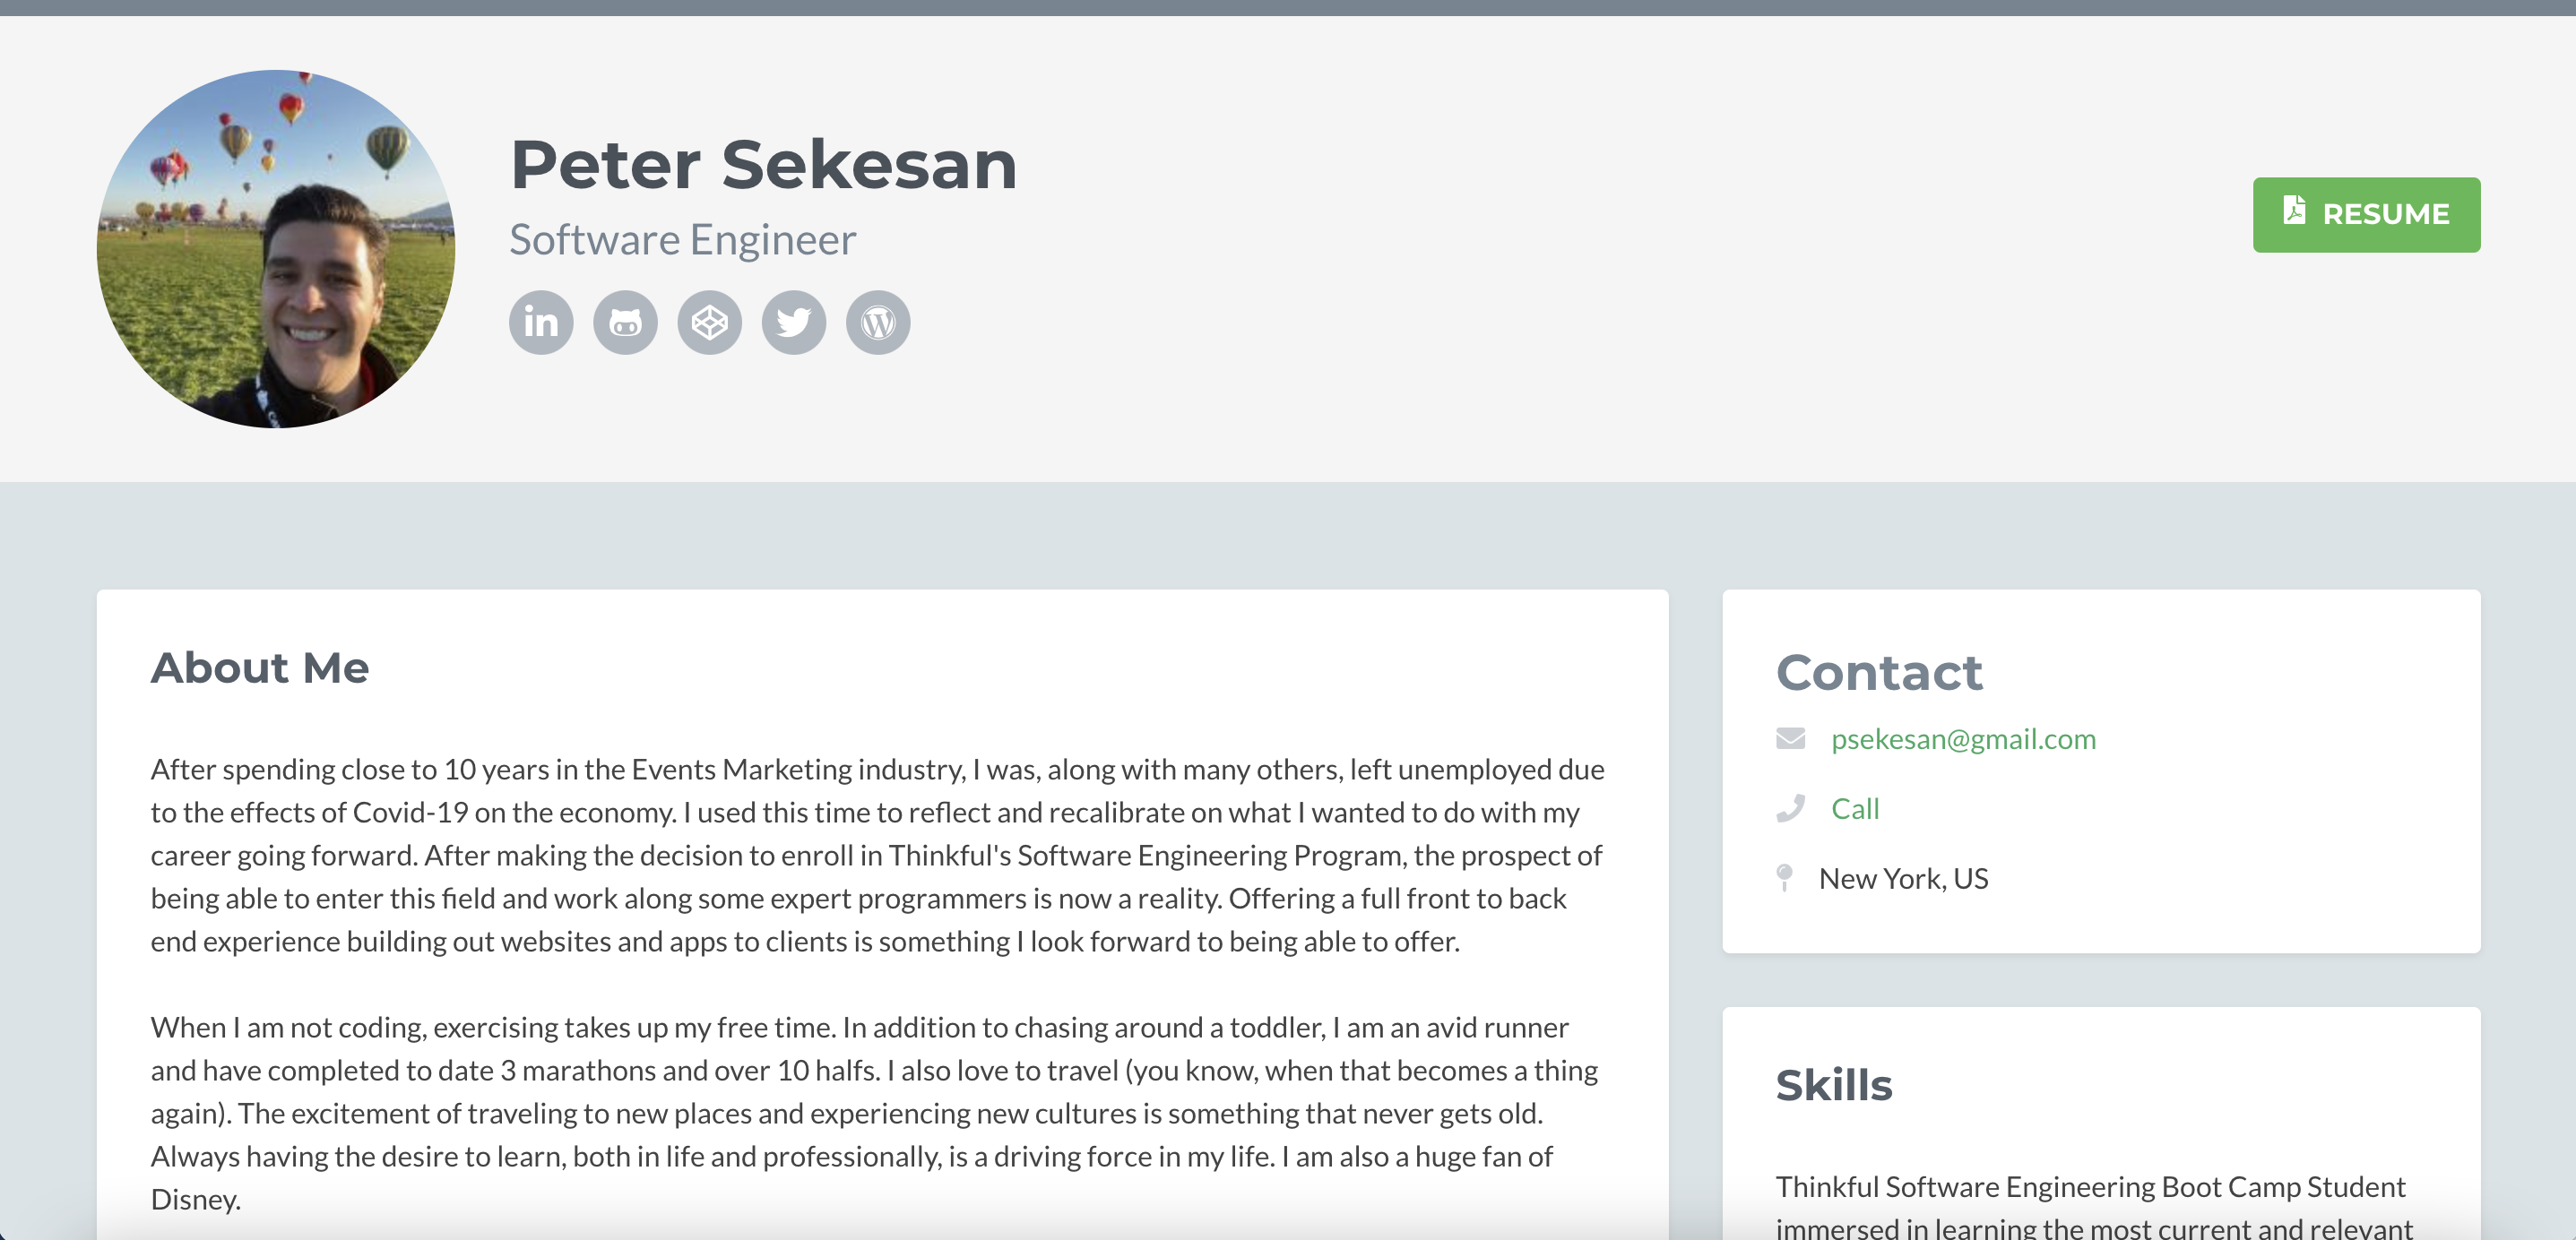 Peter Sekesan
Software Engineer
in
RESUME
About Me
After spending close to 10 years in the Events Marketing industry, I was, along with many others, left unemployed due
to the effects of Covid-19 on the economy. I used this time to reflect and recalibrate on what I wanted to do with my
career going forward. After making the decision to enroll in Thinkful's Software Engineering Program, the prospect of
being able to enter this field and work along some expert programmers is now a reality. Offering a full front to back
end experience building out websites and apps to clients is something I look forward to being able to offer.
When I am not coding, exercising takes up my free time. In addition to chasing around a toddler, I am an avid runner
and have completed to date 3 marathons and over 10 halfs. I also love to travel (you know, when that becomes a thing
again). The excitement of traveling to new places and experiencing new cultures is something that never gets old.
Always having the desire to learn, both in life and professionally, is a driving force in my life. I am also a huge fan of
Disney.
Contact
psekesan@gmail.com
Call
New York, US
Skills
Thinkful Software Engineering Boot Camp Student
immersed in learning the most current and relevant